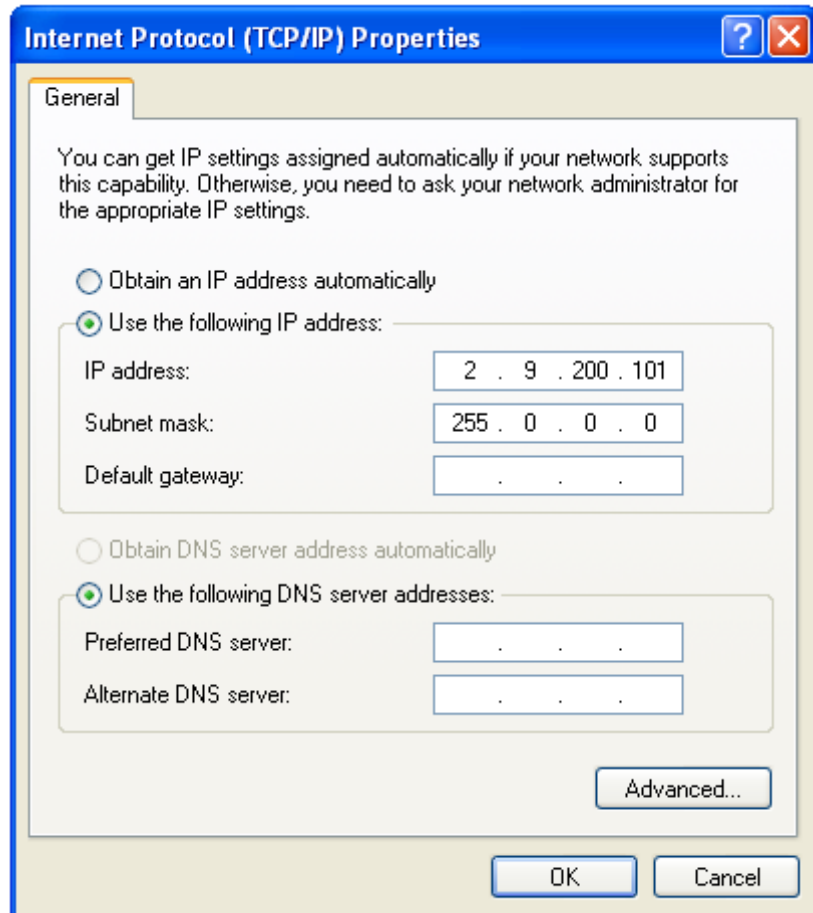 Internet Protocol (TCP/IP) Properties
General
You can get IP settings assigned automatically if your network supports
this capability. Otherwise, you need to ask your network administrator for
the appropriate IP settings.
Obtain an IP address automatically
Use the following IP address:
IP address: 2 . 9 . 200 . 101
Subnet mask: 255 . 0 . 0 . 0
Default gateway: . . .
Obtain DNS server address automatically
Use the following DNS server addresses:
Preferred DNS server: . . .
Alternate DNS server: . . .
Advanced...
OK Cancel